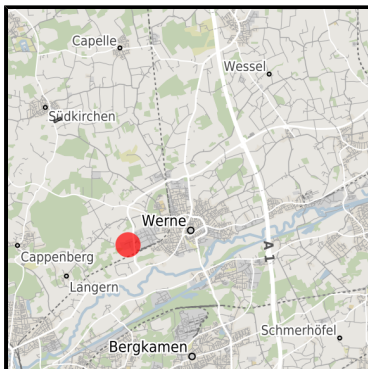 Capelle
Wessel
Südkirchen
Werne
A 1
Cappenberg
Langern
Schmerhöfel
Bergkamen